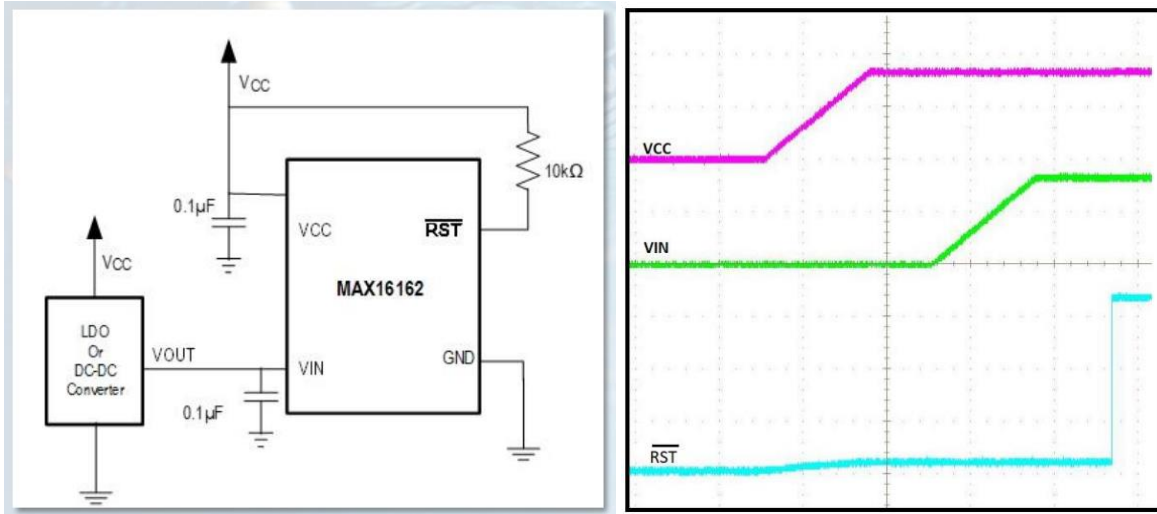 VCC
10kΩ
0.1µF
VCC
RST
VCC
MAX16162
LDO
Or
DC-DC
Converter
VOUT
VIN
GND
0.1µF
VCC
VIN
RST